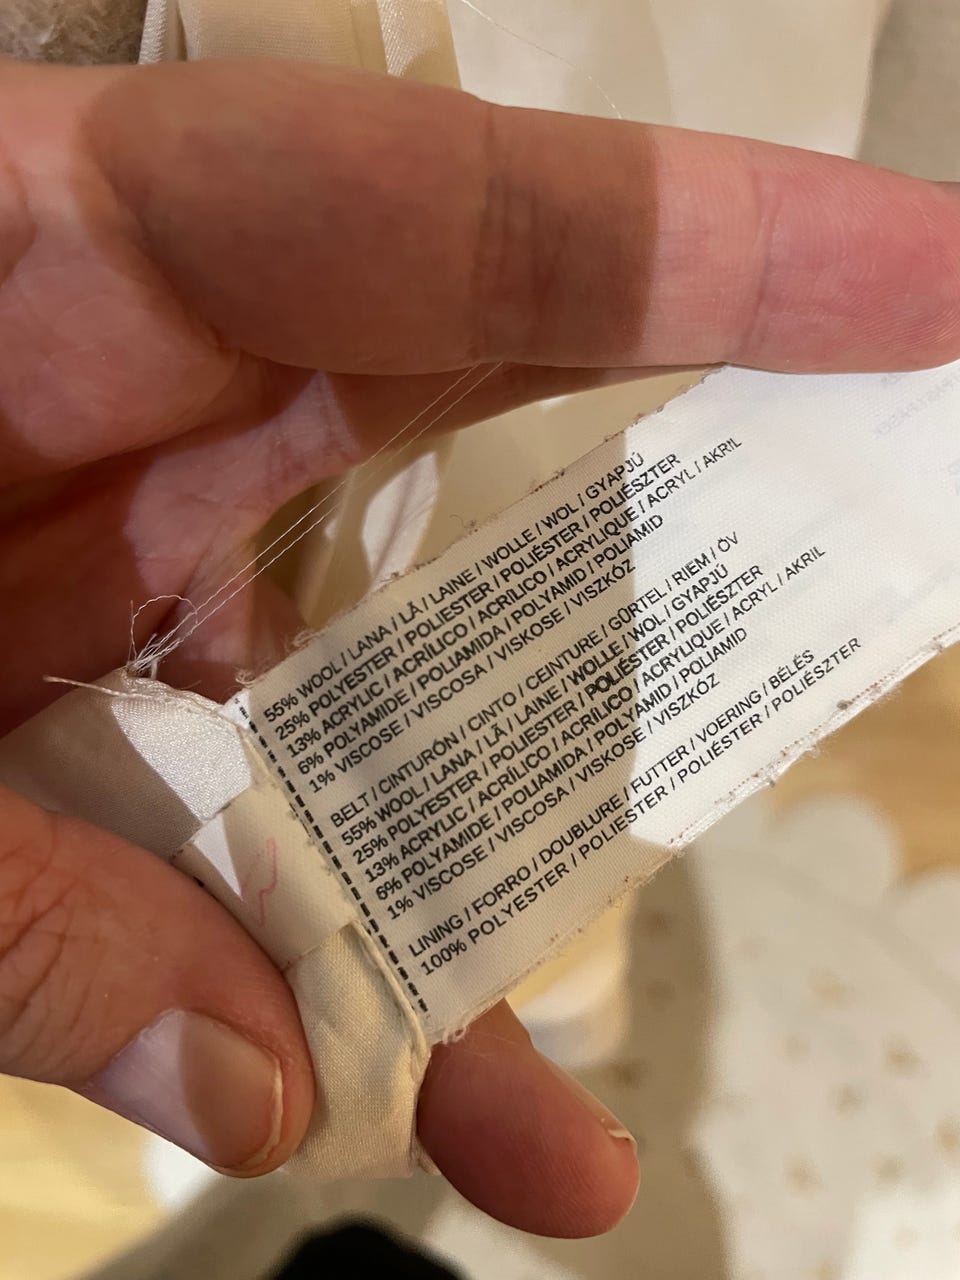 55% WOOL / LANA / LÃ / LAINE / WOLLE / WOL / GYAPJÚ
25% POLYESTER / POLIESTER / POLIÉSTER / POLIÉSZTER
13% ACRYLIC / ACRÍLICO / ACRÍLICO / ACRYLIQUE / ACRYL / AKRIL
6% POLYAMIDE / POLIAMIDA / POLYAMID / POLIAMID
1% VISCOSE / VISCOSA / VISKOSE / VISZKÓZ
BELT / CINTURÓN / CINTO / CEINTURE / GÜRTEL / RIEM / ÖV
55% WOOL / LANA / LÃ / LAINE / WOLLE / WOL / GYAPJÚ
25% POLYESTER / POLIESTER / POLIÉSTER / POLIÉSZTER
13% ACRYLIC / ACRÍLICO / ACRÍLICO / ACRYLIQUE / ACRYL / AKRIL
6% POLYAMIDE / POLIAMIDA / POLYAMID / POLIAMID
1% VISCOSE / VISCOSA / VISKOSE / VISZKÓZ
LINING / FORRO / DOUBLURE / FUTTER / VOERING / BÉLÉS
100% POLYESTER / POLIESTER / POLIÉSTER / POLIÉSZTER